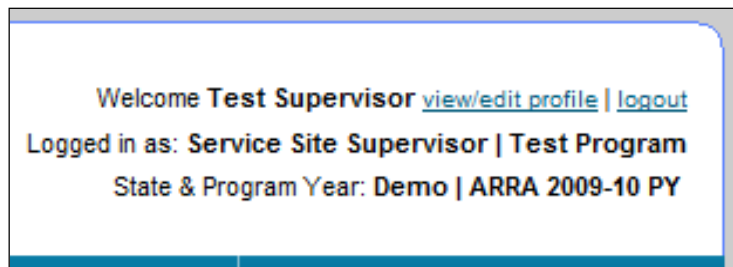 Welcome Test Supervisor view/edit profile | logout
Logged in as: Service Site Supervisor | Test Program
State & Program Year: Demo | ARRA 2009-10 PY